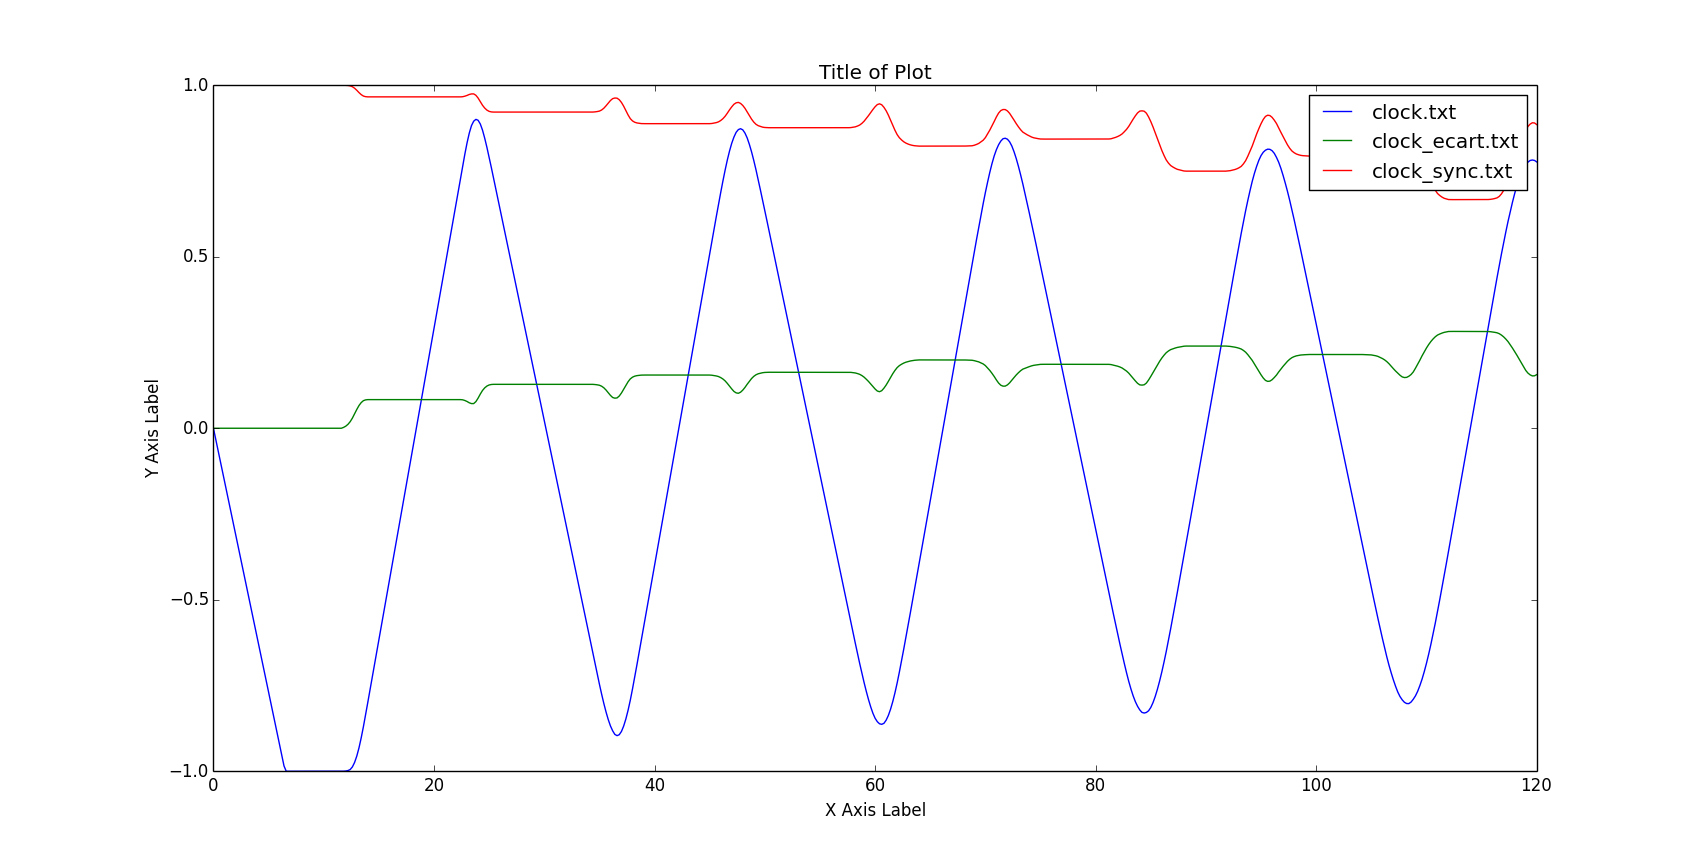 Title of Plot
clock.txt
clock_ecart.txt
clock_sync.txt
1.0
0.5
0.0
−0.5
−1.0
Y Axis Label
0 20 40 60 80 100 120
X Axis Label